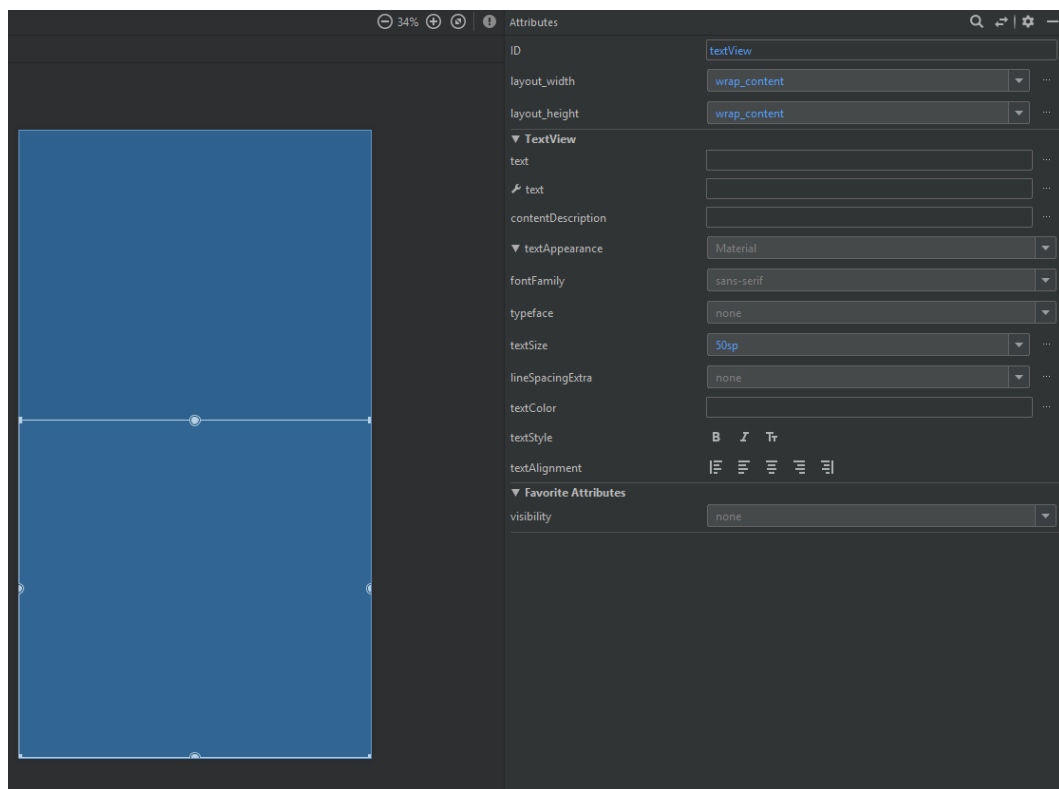 34%
Attributes
ID textView
layout_width wrap_content
layout_height wrap_content
TextView
text
text
contentDescription
textAppearance Material
fontFamily sans-serif
typeface none
textSize 50sp
lineSpacingExtra none
textColor
textStyle B I Tт
textAlignment
Favorite Attributes
visibility none